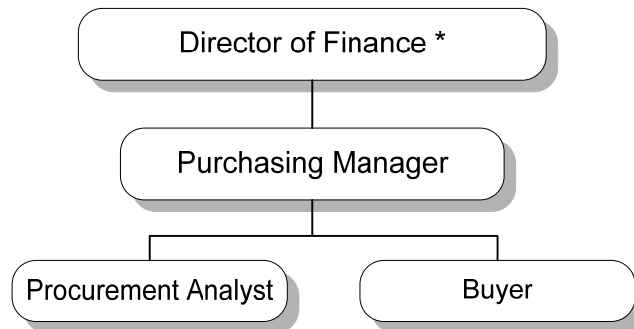 Director of Finance *
Purchasing Manager
Procurement Analyst
Buyer